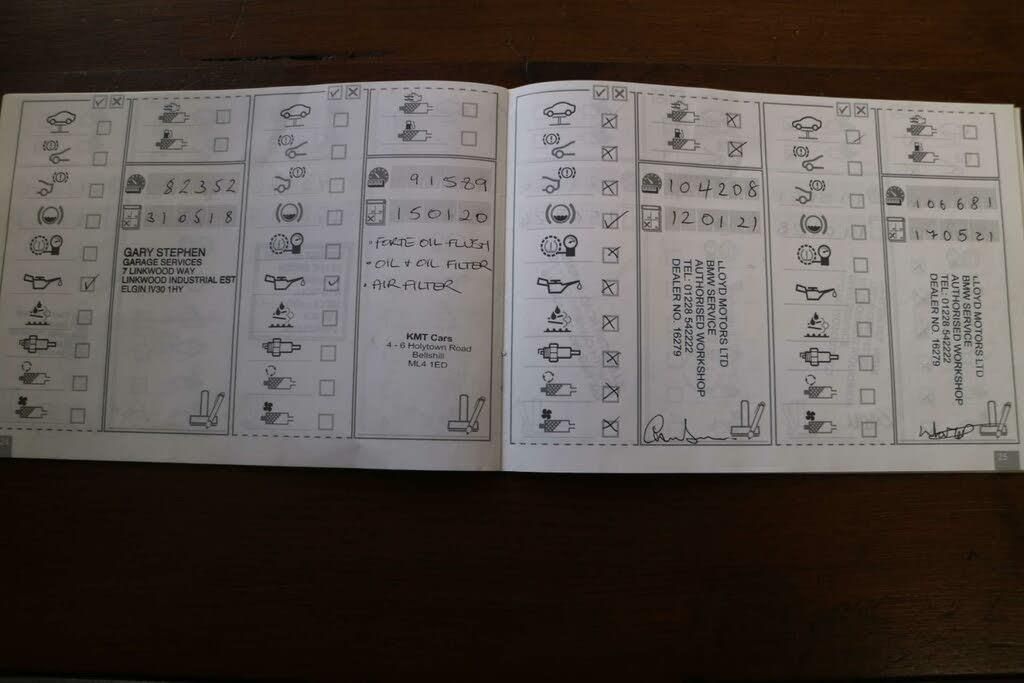 82352
310518
GARY STEPHEN
GARAGE SERVICES
7 LINKWOOD WAY
LINKWOOD INDUSTRIAL EST
ELGIN IV30 1HY
91589
150120
• FORTE OIL FLUSH
• OIL + OIL FILTER
• AIR FILTER
KMT Cars
4 - 6 Holytown Road
Bellshill
ML4 1ED
104208
120121
LLOYD MOTORS LTD
BMW SERVICE
AUTHORISED WORKSHOP
TEL: 01228 542222
DEALER NO. 16279
106681
170521
LLOYD MOTORS LTD
BMW SERVICE
AUTHORISED WORKSHOP
TEL: 01228 542222
DEALER NO. 16279
25